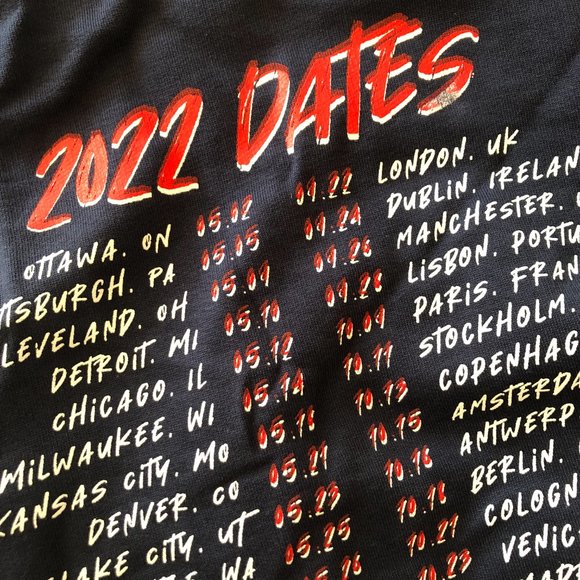 2022 DATES
OTTAWA, ON 05.02
TSBURGH, PA 05.05
LEVELAND, OH 05.09
DETROIT, MI 05.10
CHICAGO, IL 05.12
MILWAUKEE, WI 05.14
KANSAS CITY, MO 05.18
DENVER, CO 05.21
LAKE CITY, UT 05.23
WA 05.25
05.26
09.22 LONDON, UK
09.24 DUBLIN, IRELAN
09.26 MANCHESTER,
09.28 LISBON, PORTU
10.09 PARIS, FRAN
10.11 STOCKHOLM,
10.13 COPENHAG
10.15 AMSTERDA
10.16 ANTWERP
10.18 BERLIN,
10.21 COLOGN
10.23 VENIC